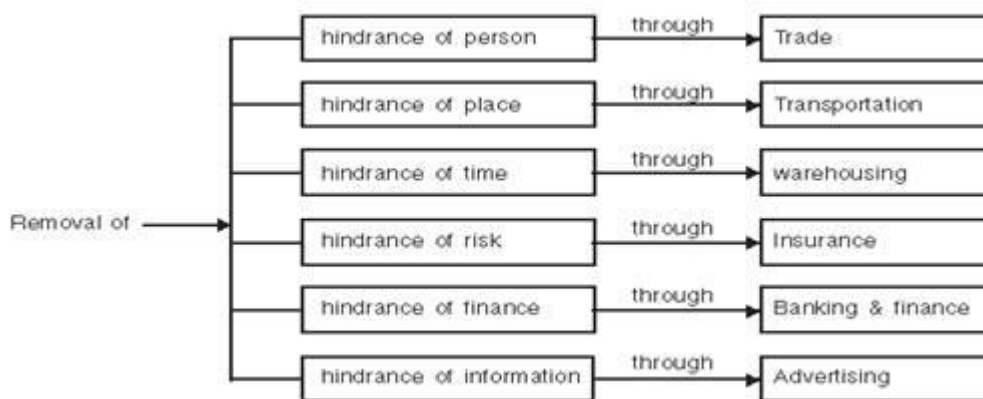 hindrance of person through Trade
hindrance of place through Transportation
hindrance of time through warehousing
Removal of
hindrance of risk through Insurance
hindrance of finance through Banking & finance
hindrance of information through Advertising